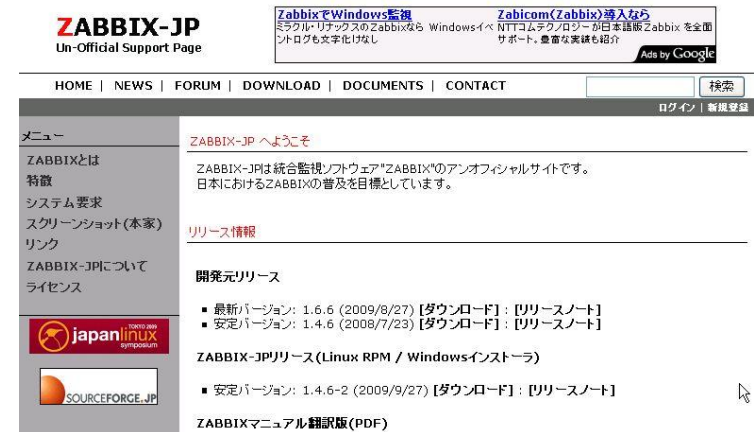 ZABBIX-JP
Un-Official Support Page
ZabbixでWindows監視
ミラクル・リナックスのZabbixなら Windowsイベントログも文字化けなし
Zabicom(Zabbix)導入なら
NTTコムテクノロジーが日本語版Zabbix を全国サポート。豊富な実績も紹介
Ads by Google
HOME | NEWS | FORUM | DOWNLOAD | DOCUMENTS | CONTACT
検索
ログイン | 新規登録
メニュー
ZABBIXとは
特徴
システム要求
スクリーンショット(本家)
リンク
ZABBIX-JPについて
ライセンス
japanlinux
TOKYO 2009
symposium
SOURCEFORGE.JP
ZABBIX-JP へようこそ
ZABBIX-JPは統合監視ソフトウェア"ZABBIX"のアンオフィシャルサイトです。
日本におけるZABBIXの普及を目標としています。
リリース情報
開発元リリース
▪ 最新バージョン: 1.6.6 (2009/8/27) [ダウンロード] : [リリースノート]
▪ 安定バージョン: 1.4.6 (2008/7/23) [ダウンロード] : [リリースノート]
ZABBIX-JPリリース(Linux RPM / Windowsインストーラ)
▪ 安定バージョン: 1.4.6-2 (2009/9/27) [ダウンロード] : [リリースノート]
ZABBIXマニュアル翻訳版(PDF)